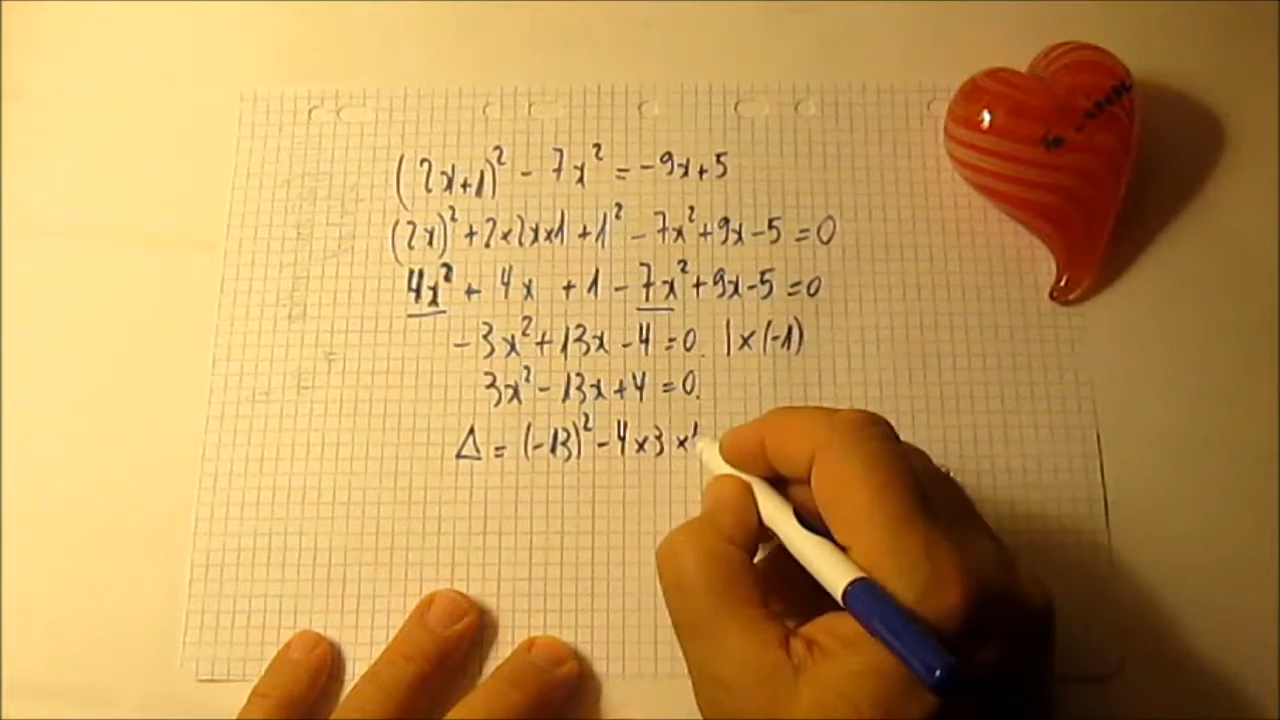 (2x+1)² - 7x² = -9x+5
(2x)² + 2×2x×1 + 1² - 7x² + 9x - 5 = 0
4x² + 4x + 1 - 7x² + 9x - 5 = 0
-3x² + 13x - 4 = 0. | × (-1)
3x² - 13x + 4 = 0.
Δ = (-13)² - 4 × 3 ×